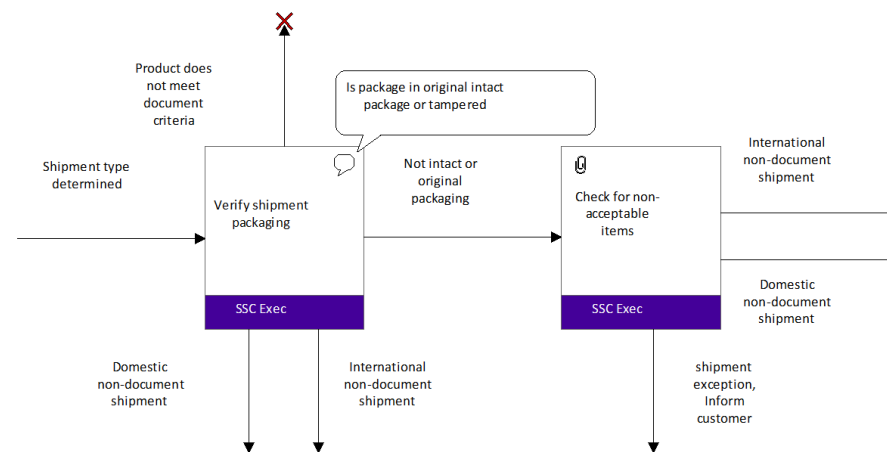 Product does
not meet
document
criteria
Is package in original intact
package or tampered
Shipment type
determined
Verify shipment
packaging
SSC Exec
Not intact or
original
packaging
Check for non-
acceptable
items
SSC Exec
International
non-document
shipment
Domestic
non-document
shipment
Domestic
non-document
shipment
International
non-document
shipment
shipment
exception,
Inform
customer